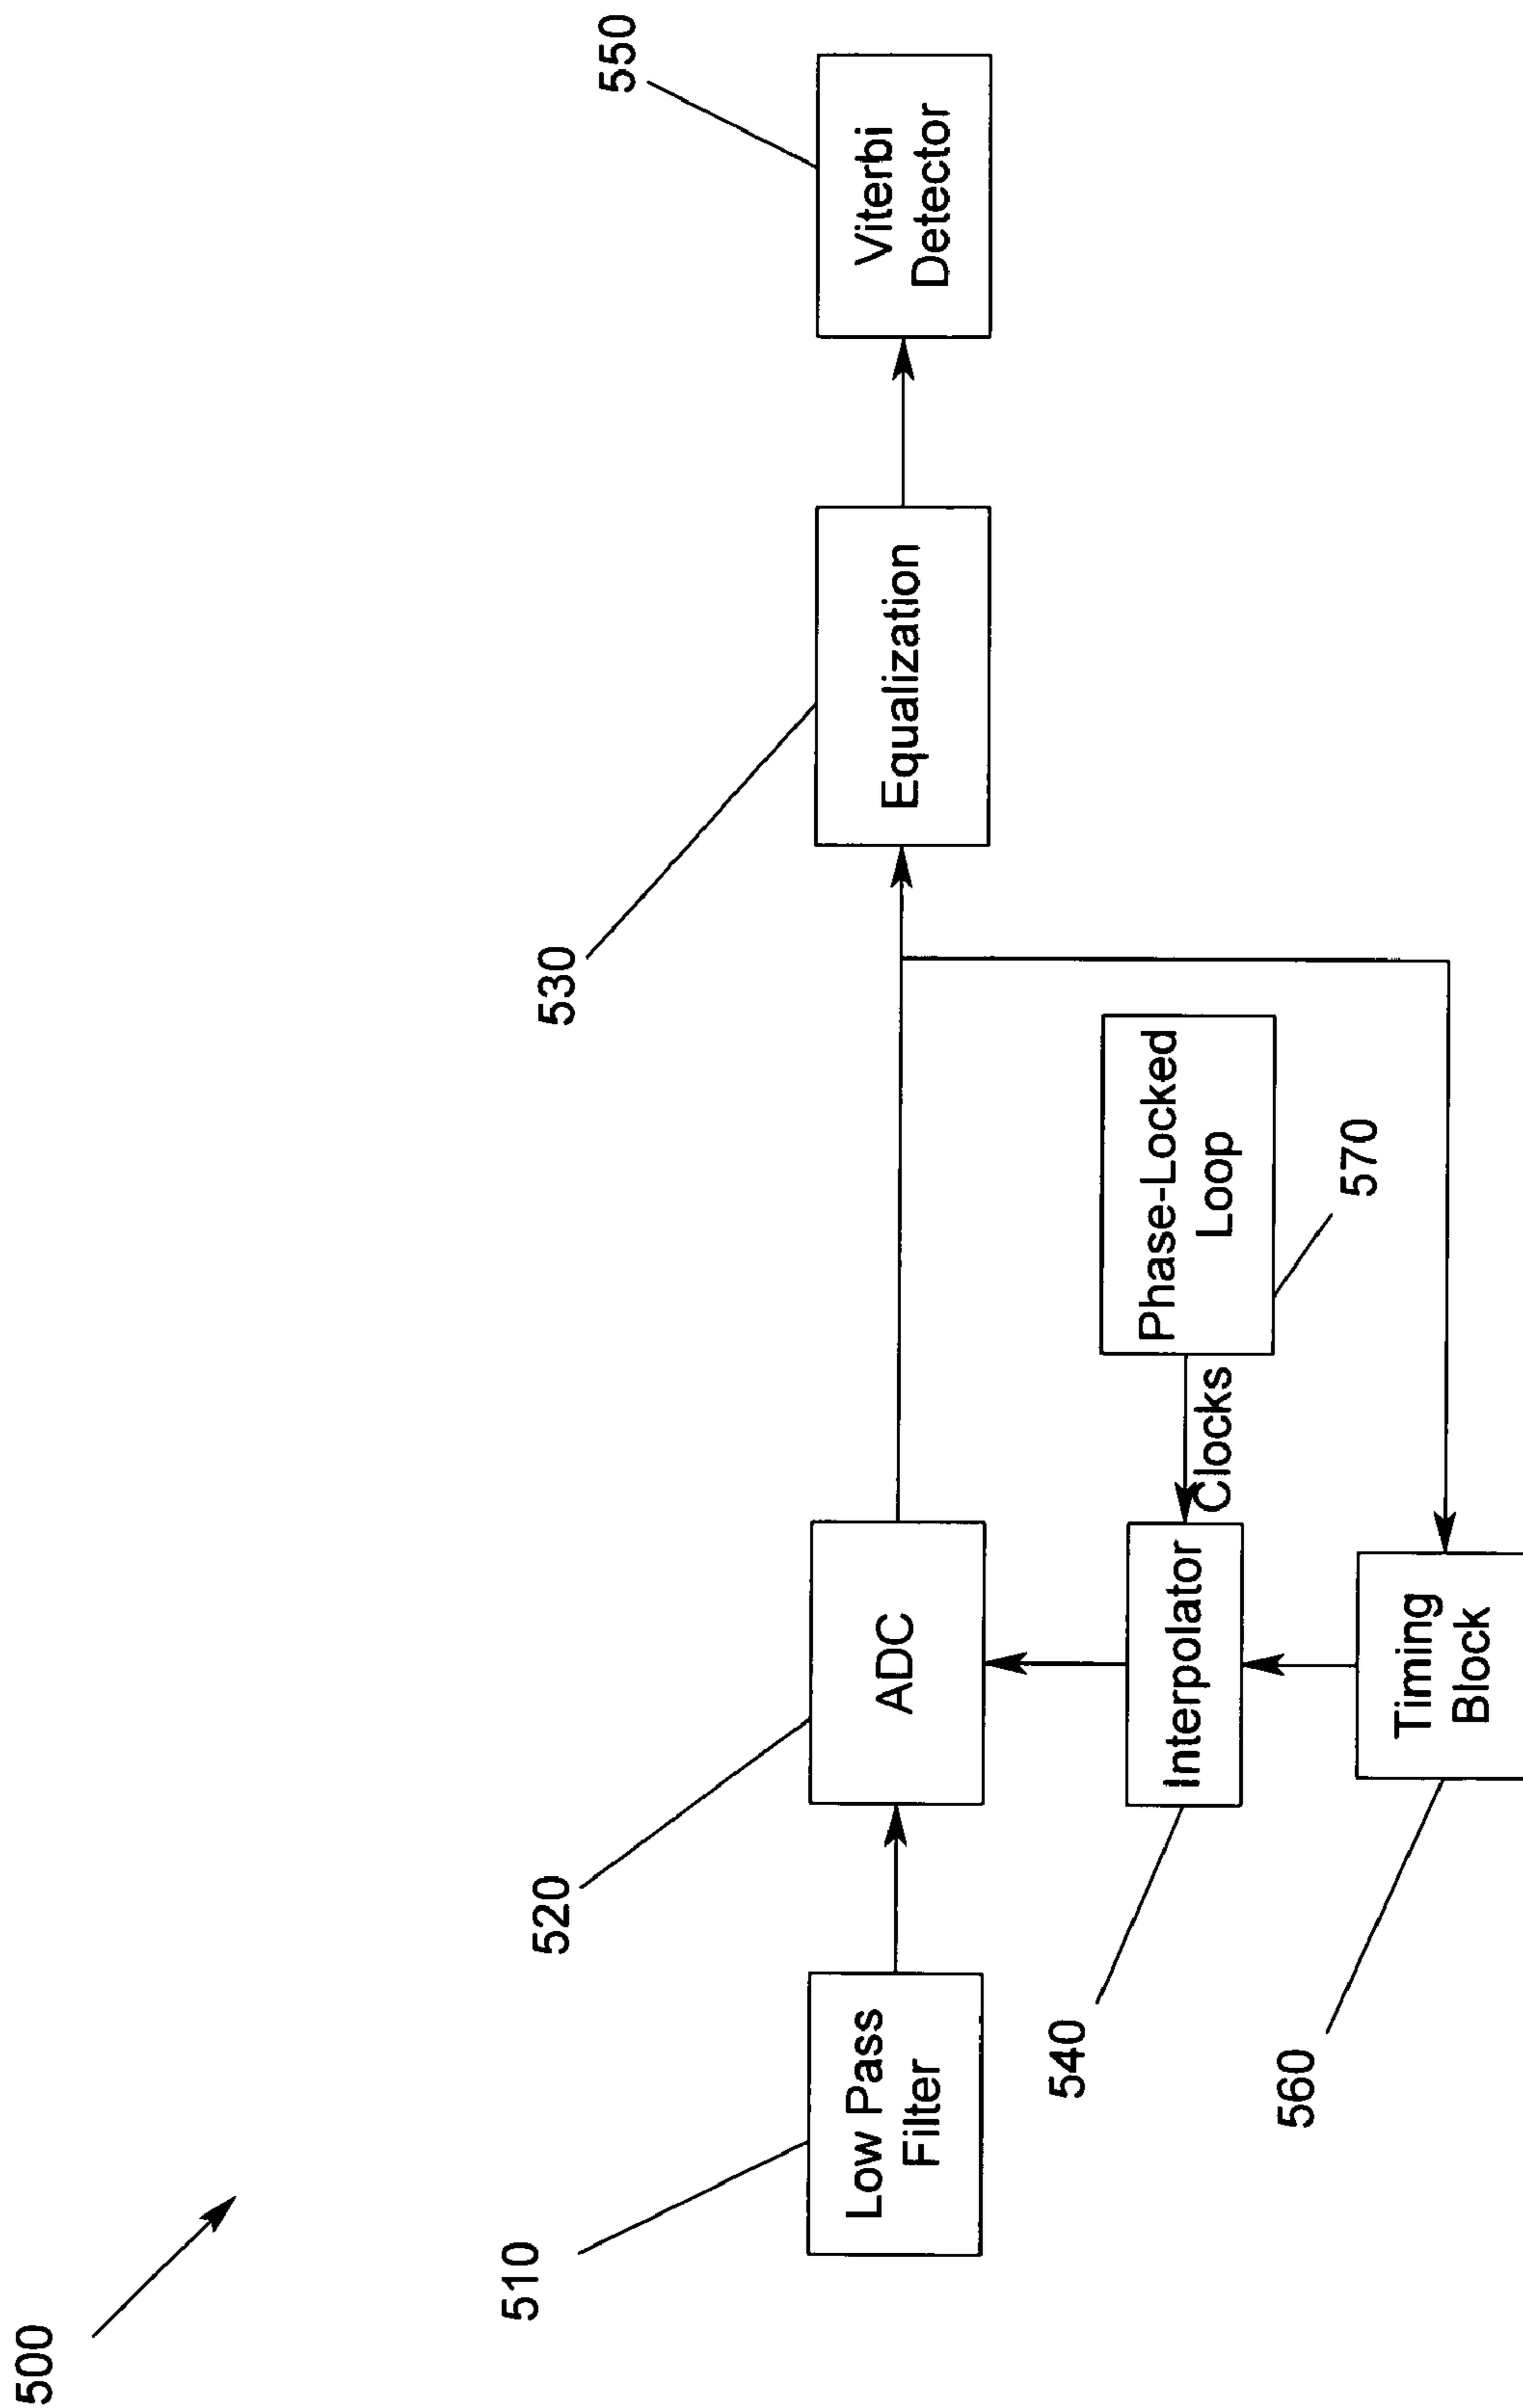 500
510
Low Pass
Filter
520
ADC
530
Equalization
550
Viterbi
Detector
540
Interpolator
Clocks
Phase-Locked
Loop
570
560
Timing
Block